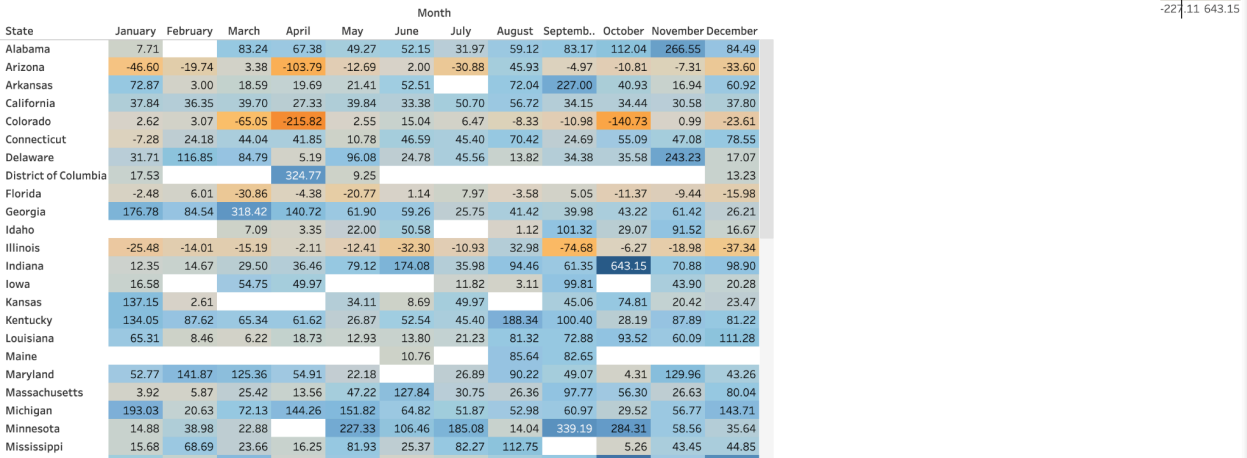 Month
-227.11 643.15
State January February March April May June July August Septemb.. October November December
Alabama 7.71 83.24 67.38 49.27 52.15 31.97 59.12 83.17 112.04 266.55 84.49
Arizona -46.60 -19.74 3.38 -103.79 -12.69 2.00 -30.88 45.93 -4.97 -10.81 -7.31 -33.60
Arkansas 72.87 3.00 18.59 19.69 21.41 52.51 72.04 227.00 40.93 16.94 60.92
California 37.84 36.35 39.70 27.33 39.84 33.38 50.70 56.72 34.15 34.44 30.58 37.80
Colorado 2.62 3.07 -65.05 -215.82 2.55 15.04 6.47 -8.33 -10.98 -140.73 0.99 -23.61
Connecticut -7.28 24.18 44.04 41.85 10.78 46.59 45.40 70.42 24.69 55.09 47.08 78.55
Delaware 31.71 116.85 84.79 5.19 96.08 24.78 45.56 13.82 34.38 35.58 243.23 17.07
District of Columbia 17.53 324.77 9.25 13.23
Florida -2.48 6.01 -30.86 -4.38 -20.77 1.14 7.97 -3.58 5.05 -11.37 -9.44 -15.98
Georgia 176.78 84.54 318.42 140.72 61.90 59.26 25.75 41.42 39.98 43.22 61.42 26.21
Idaho 7.09 3.35 22.00 50.58 1.12 101.32 29.07 91.52 16.67
Illinois -25.48 -14.01 -15.19 -2.11 -12.41 -32.30 -10.93 32.98 -74.68 -6.27 -18.98 -37.34
Indiana 12.35 14.67 29.50 36.46 79.12 174.08 35.98 94.46 61.35 643.15 70.88 98.90
Iowa 16.58 54.75 49.97 11.82 3.11 99.81 43.90 20.28
Kansas 137.15 2.61 34.11 8.69 49.97 45.06 74.81 20.42 23.47
Kentucky 134.05 87.62 65.34 61.62 26.87 52.54 45.40 188.34 100.40 28.19 87.89 81.22
Louisiana 65.31 8.46 6.22 18.73 12.93 13.80 21.23 81.32 72.88 93.52 60.09 111.28
Maine 10.76 85.64 82.65
Maryland 52.77 141.87 125.36 54.91 22.18 26.89 90.22 49.07 4.31 129.96 43.26
Massachusetts 3.92 5.87 25.42 13.56 47.22 127.84 30.75 26.36 97.77 56.30 26.63 80.04
Michigan 193.03 20.63 72.13 144.26 151.82 64.82 51.87 52.98 60.97 29.52 56.77 143.71
Minnesota 14.88 38.98 22.88 227.33 106.46 185.08 14.04 339.19 284.31 58.56 35.64
Mississippi 15.68 68.69 23.66 16.25 81.93 25.37 82.27 112.75 5.26 43.45 44.85